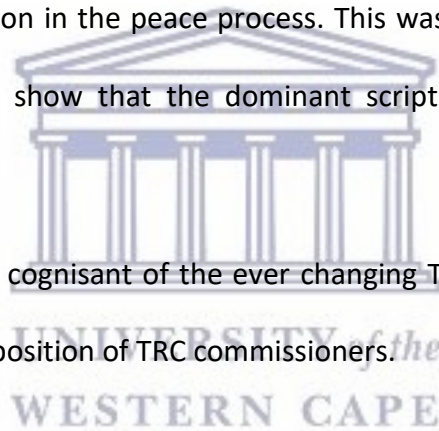 on in the peace process. This was
show that the dominant script
cognisant of the ever changing T
UNIVERSITY of the
position of TRC commissioners.
WESTERN CAPE